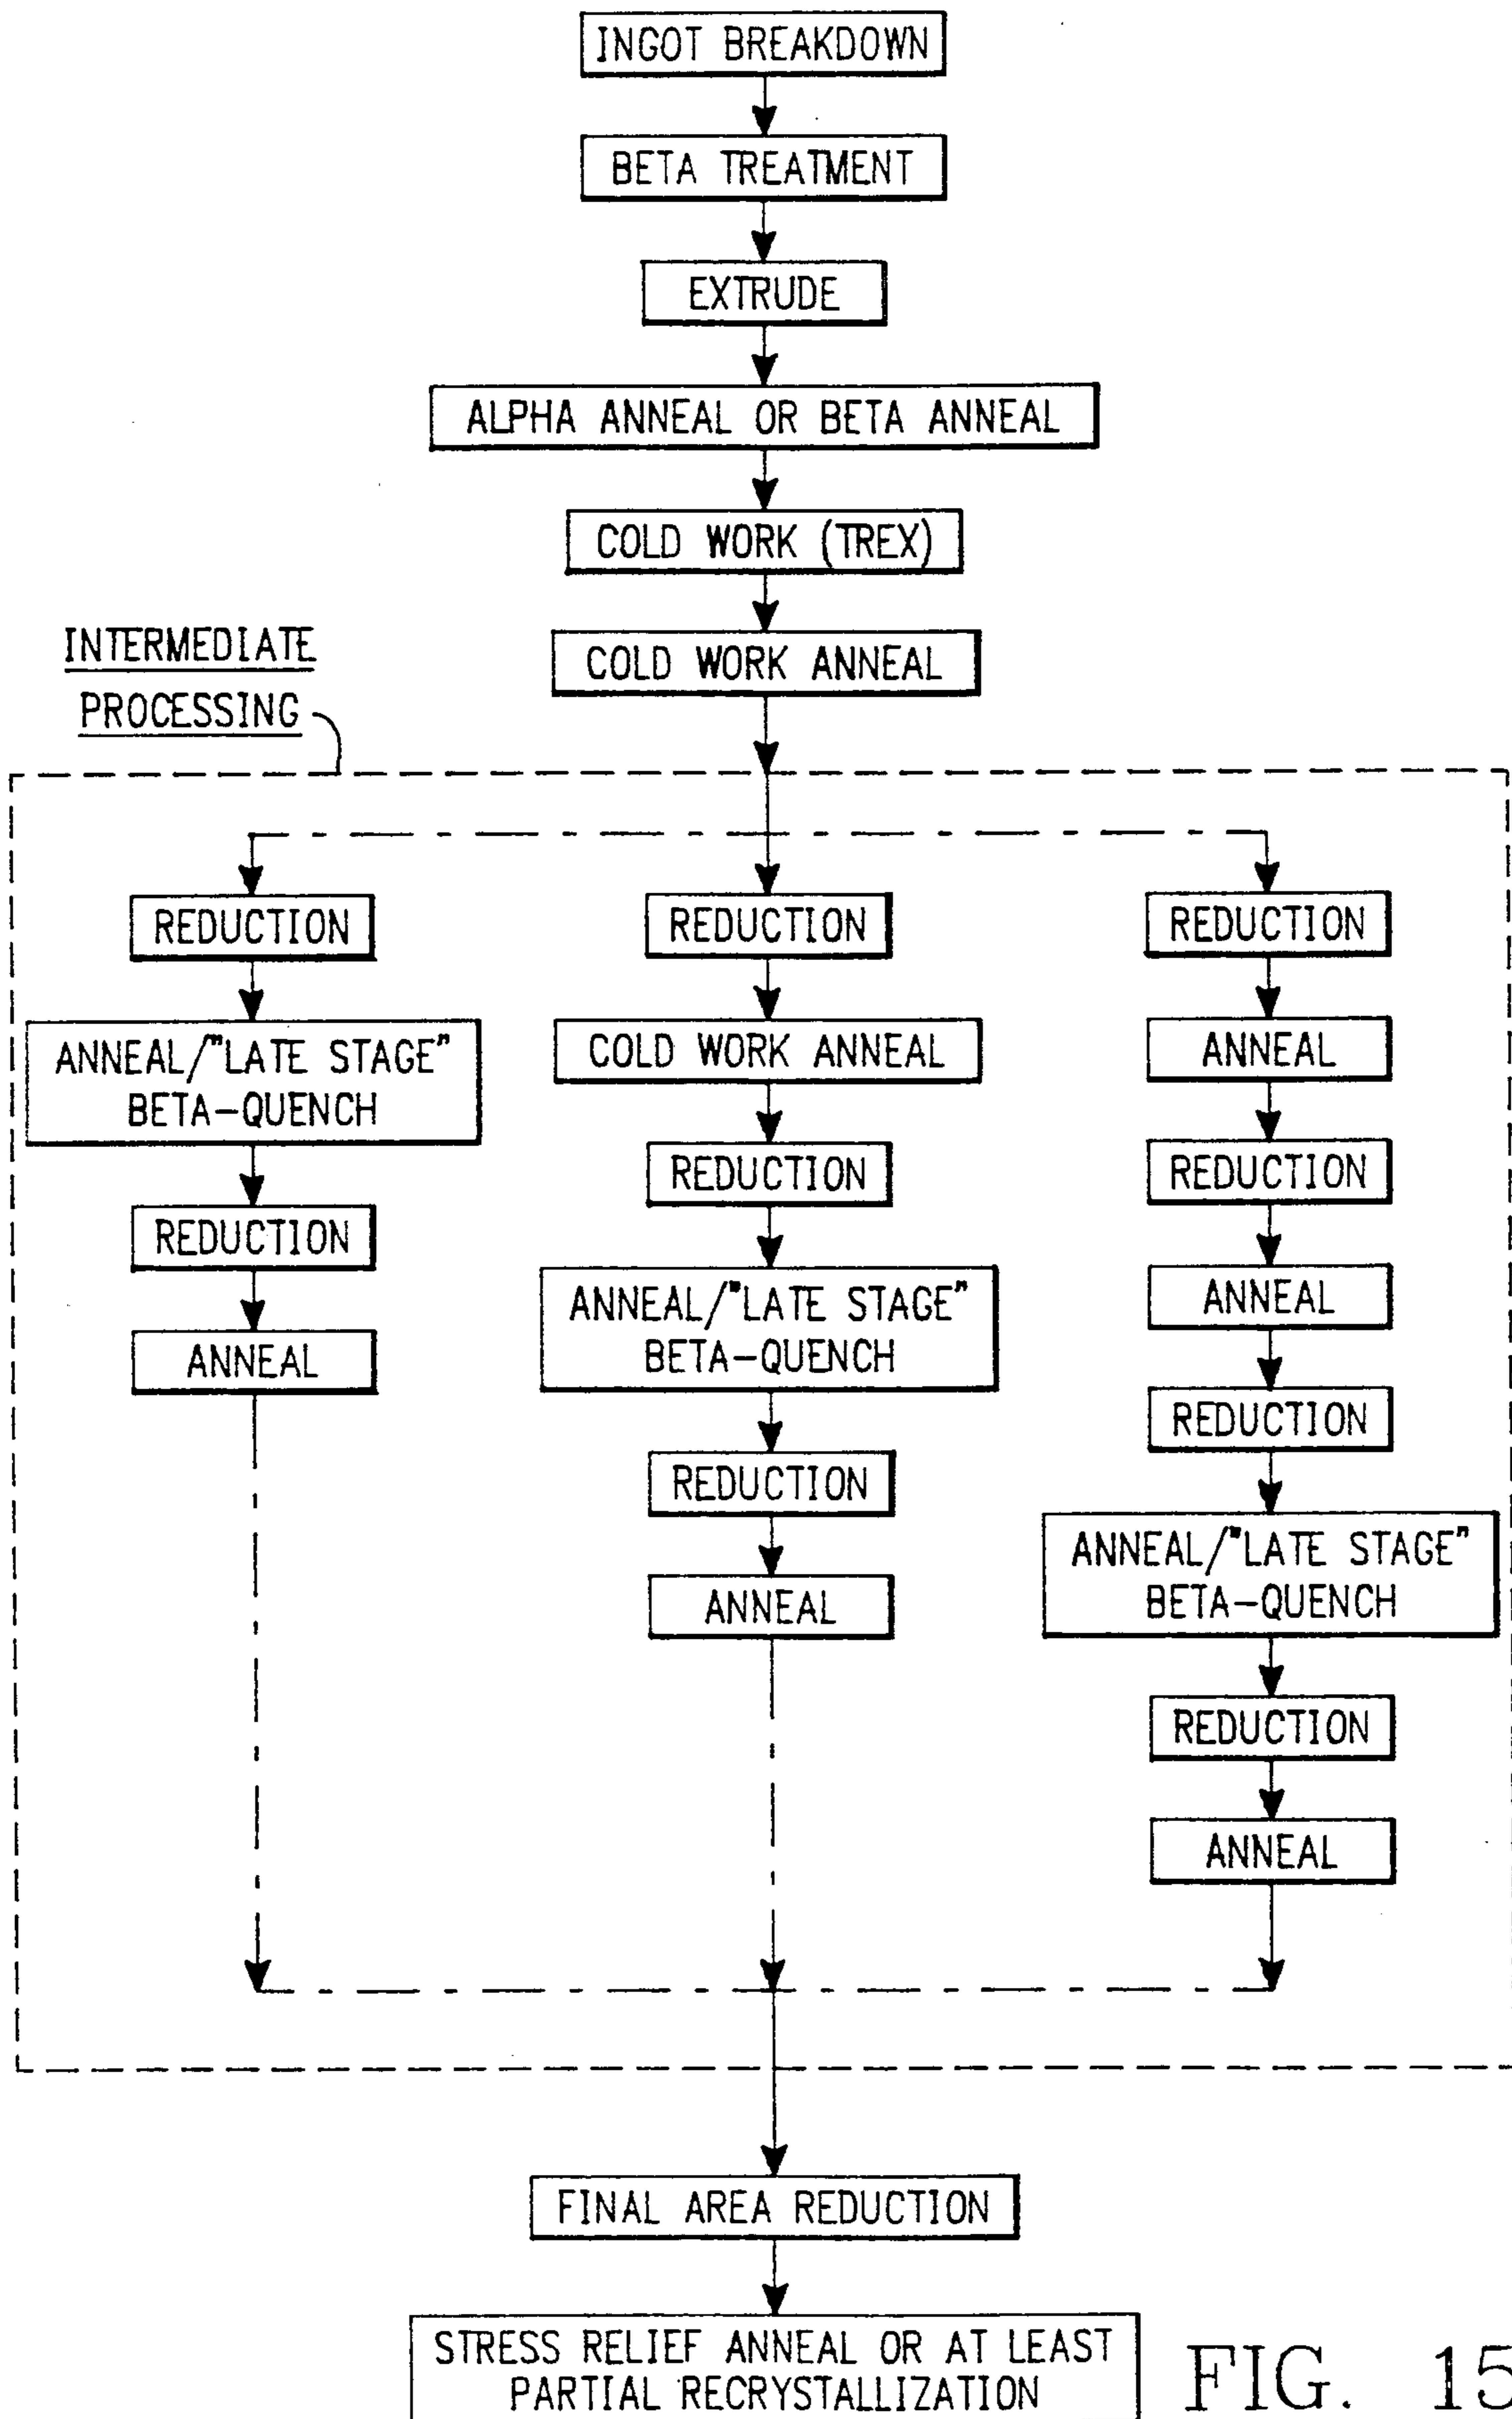 INGOT BREAKDOWN
BETA TREATMENT
EXTRUDE
ALPHA ANNEAL OR BETA ANNEAL
COLD WORK (TREX)
COLD WORK ANNEAL
INTERMEDIATE
PROCESSING
REDUCTION
ANNEAL/"LATE STAGE"
BETA-QUENCH
REDUCTION
ANNEAL
REDUCTION
COLD WORK ANNEAL
REDUCTION
ANNEAL/"LATE STAGE"
BETA-QUENCH
REDUCTION
ANNEAL
REDUCTION
ANNEAL
REDUCTION
ANNEAL
REDUCTION
ANNEAL/"LATE STAGE"
BETA-QUENCH
REDUCTION
ANNEAL
FINAL AREA REDUCTION
STRESS RELIEF ANNEAL OR AT LEAST
PARTIAL RECRYSTALLIZATION
FIG. 15